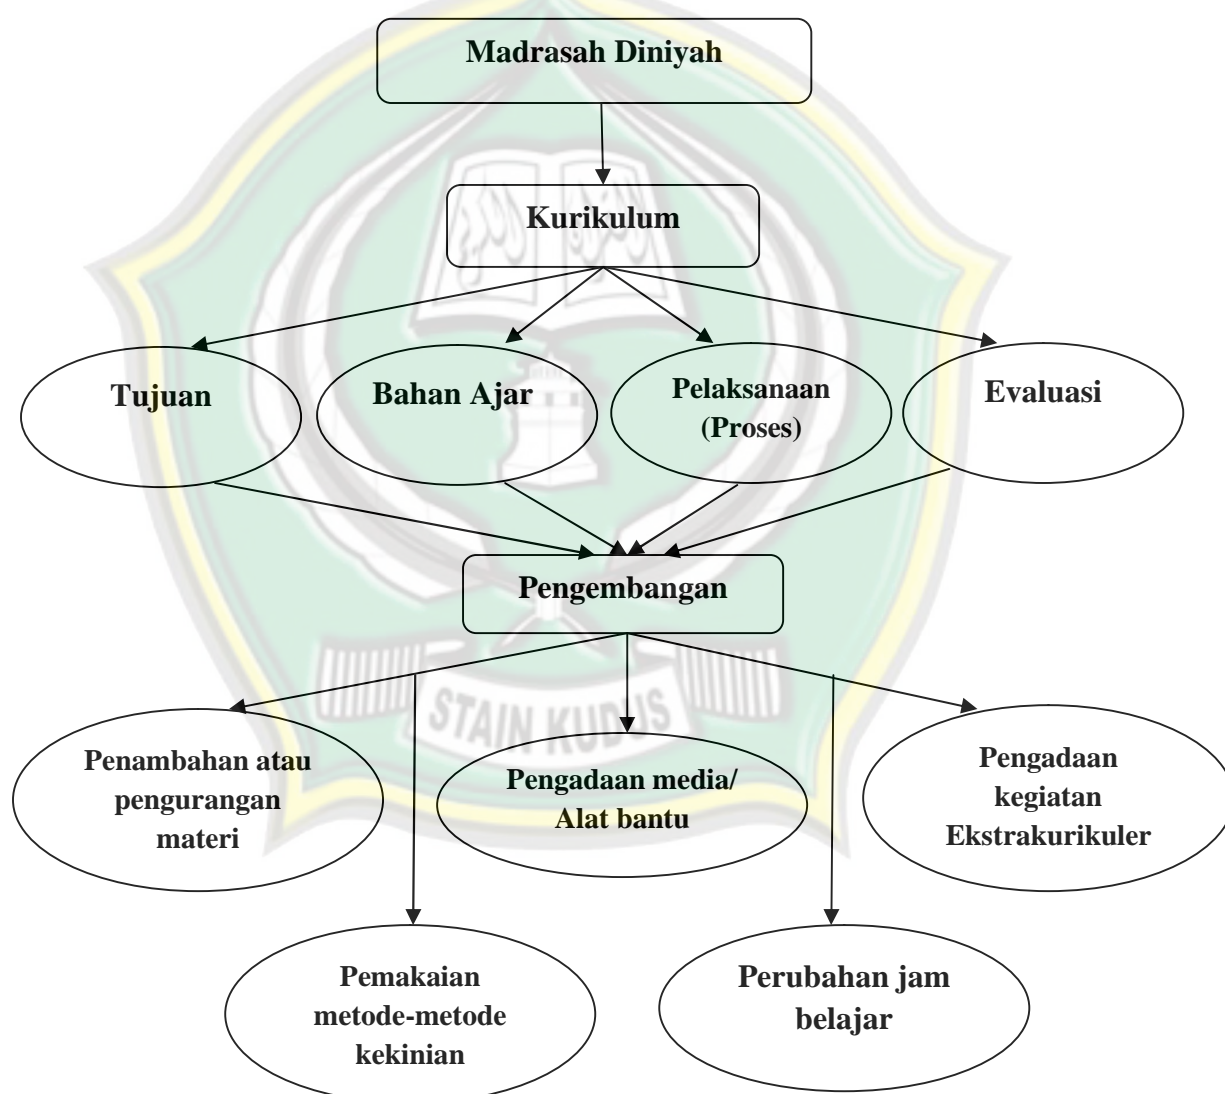 Madrasah Diniyah
Kurikulum
Tujuan
Bahan Ajar
Pelaksanaan
(Proses)
Evaluasi
Pengembangan
STAIN KUDUS
Penambahan atau
pengurangan
materi
Pengadaan media/
Alat bantu
Pengadaan
kegiatan
Ekstrakurikuler
Pemakaian
metode-metode
kekinian
Perubahan jam
belajar